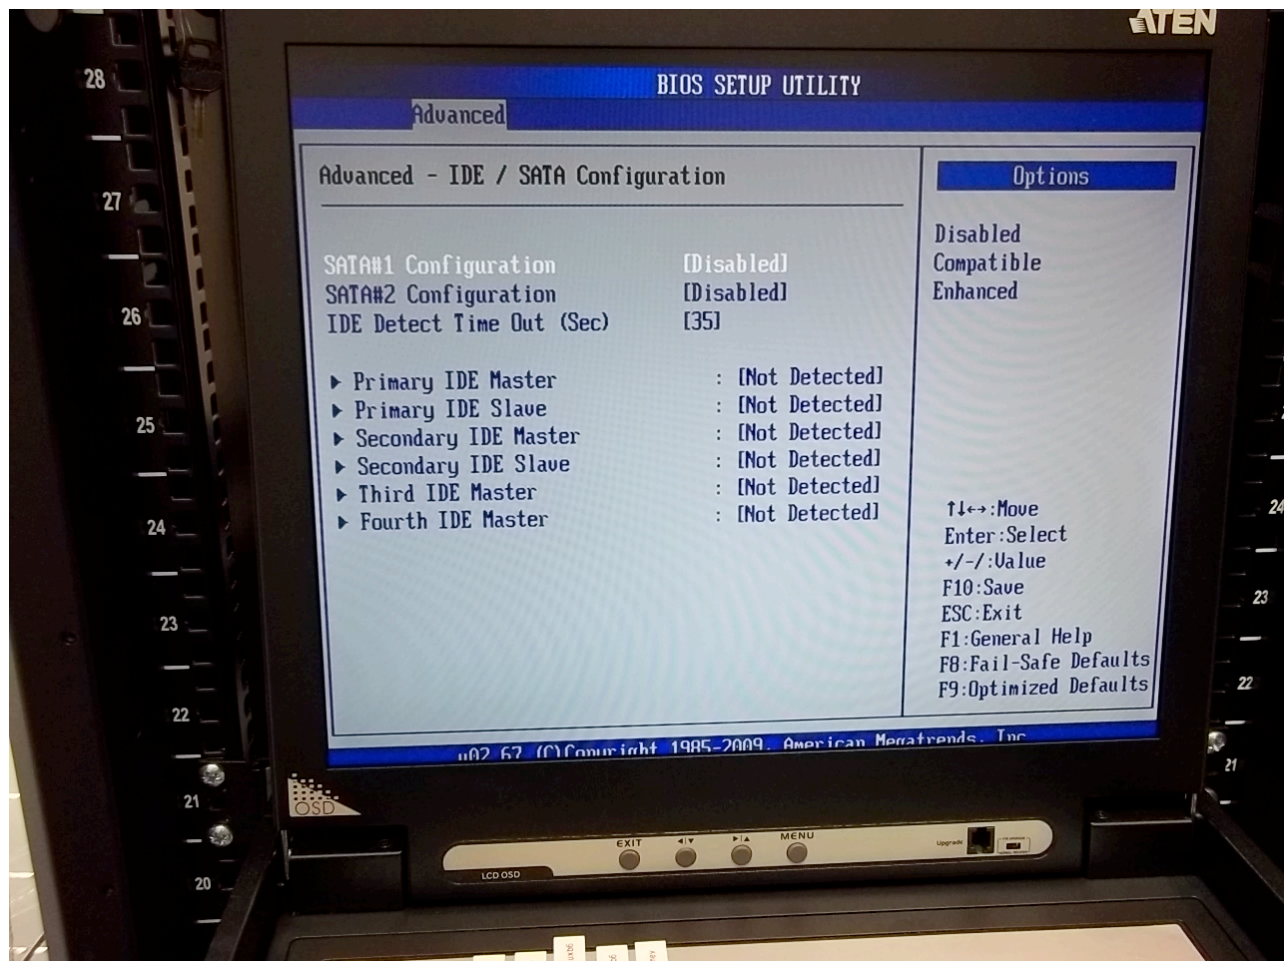 ATEN
BIOS SETUP UTILITY
Advanced
Advanced - IDE / SATA Configuration
SATA#1 Configuration [Disabled]
SATA#2 Configuration [Disabled]
IDE Detect Time Out (Sec) [35]
Primary IDE Master : [Not Detected]
Primary IDE Slave : [Not Detected]
Secondary IDE Master : [Not Detected]
Secondary IDE Slave : [Not Detected]
Third IDE Master : [Not Detected]
Fourth IDE Master : [Not Detected]
Options
Disabled
Compatible
Enhanced
↑↓←→:Move
Enter:Select
+/-/:Value
F10:Save
ESC:Exit
F1:General Help
F8:Fail-Safe Defaults
F9:Optimized Defaults
v02.67 (C)Copyright 1985-2009, American Megatrends, Inc
OSD
EXIT
MENU
Upgrade
LCD OSD
28
27
26
25
24
23
22
21
20
24
23
22
21